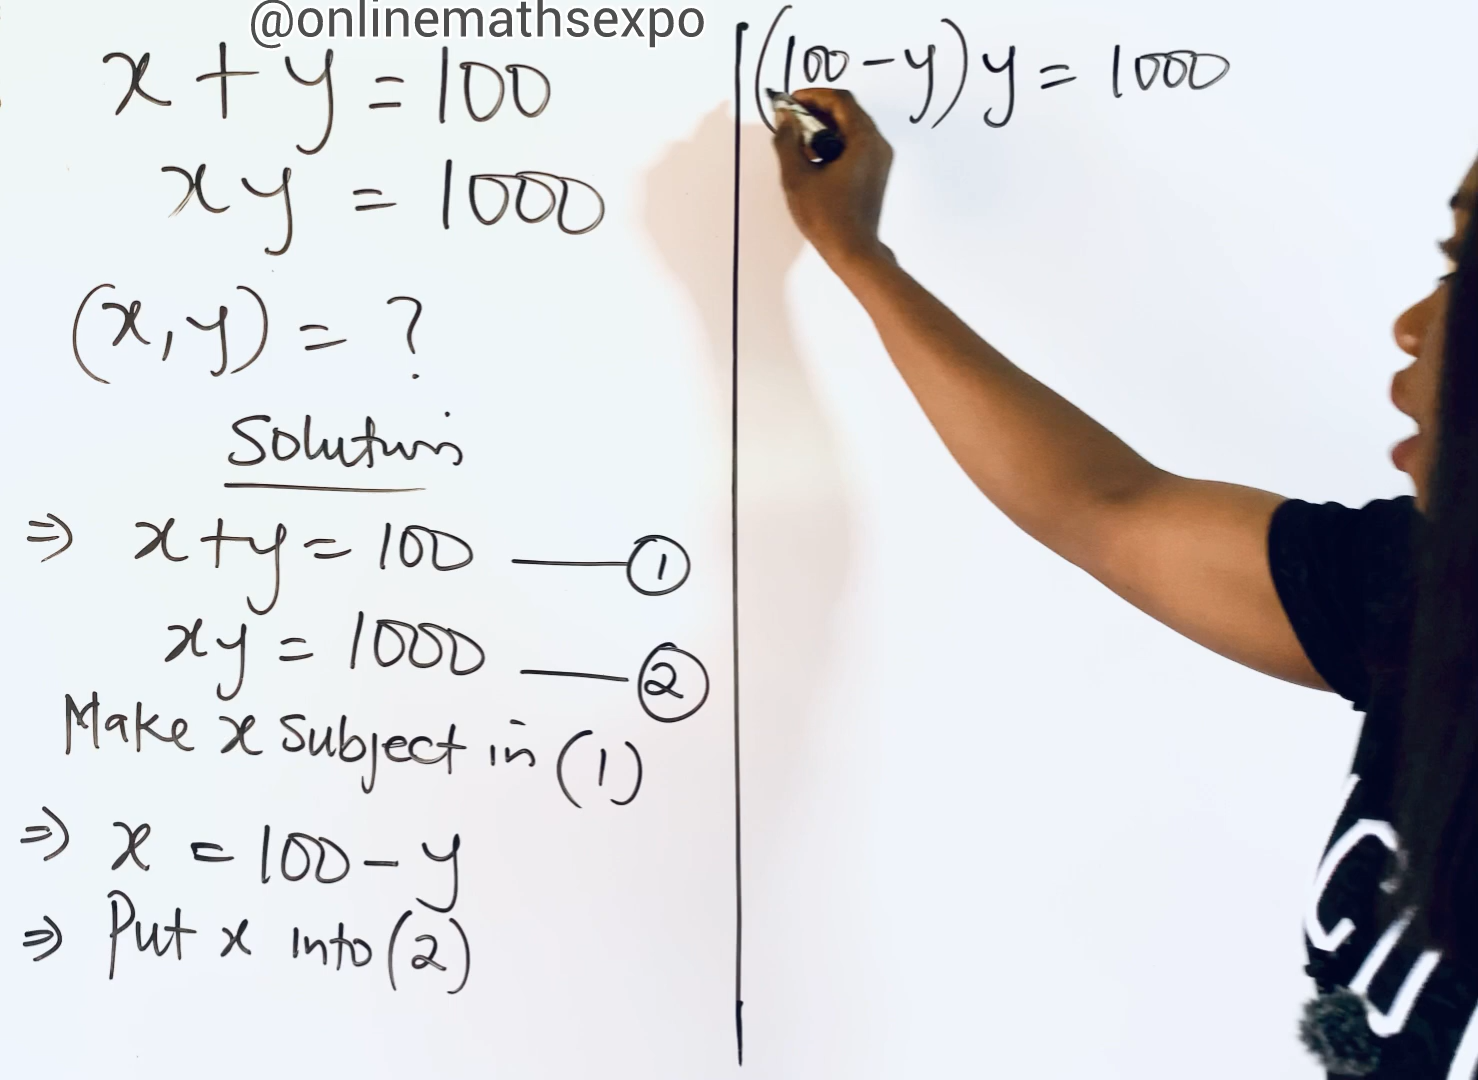 @onlinemathsexpo
x + y = 100
xy = 1000
(x, y) = ?
Solution
⇒ x + y = 100 —— ①
xy = 1000 —— ②
Make x subject in (1)
⇒ x = 100 - y
⇒ Put x into (2)
(100 - y) y = 1000